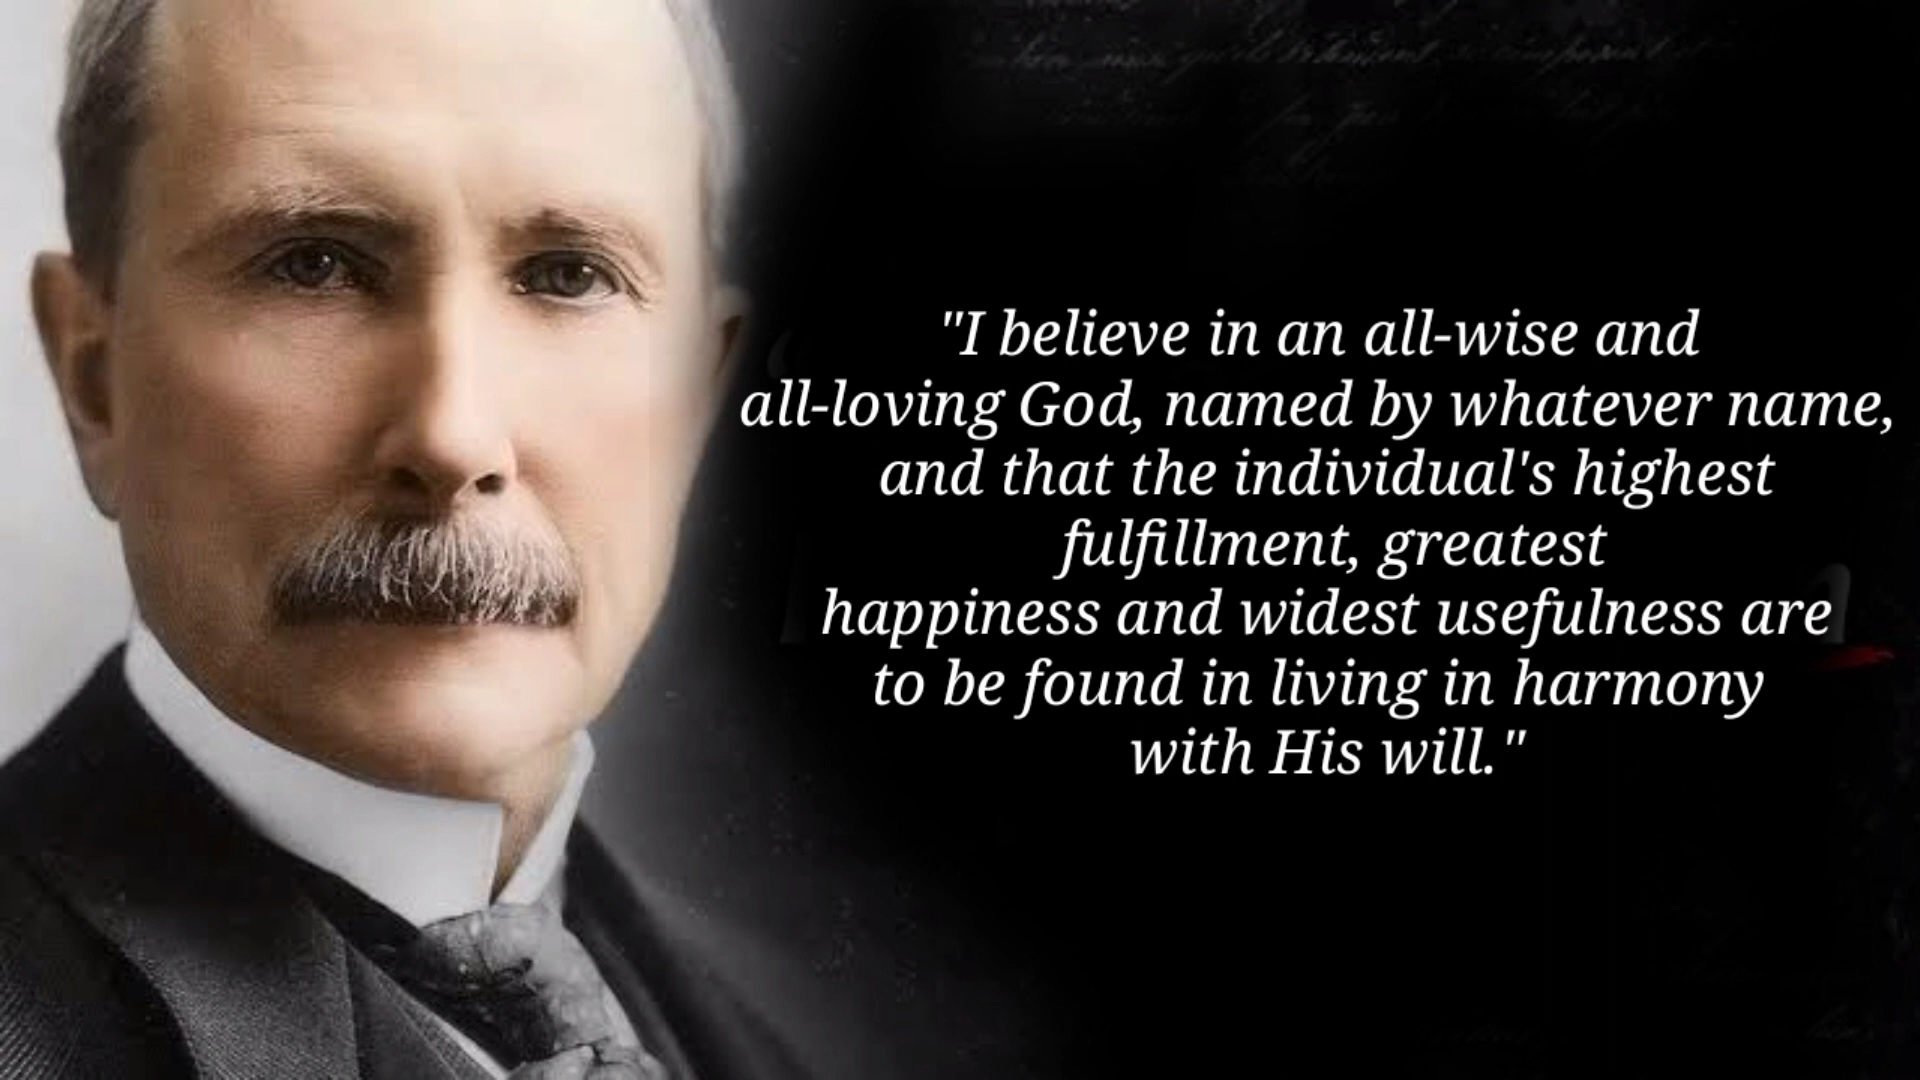 "I believe in an all-wise and
all-loving God, named by whatever name,
and that the individual's highest
fulfillment, greatest
happiness and widest usefulness are
to be found in living in harmony
with His will."